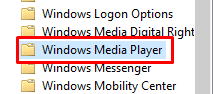 Windows Logon Options
Windows Media Digital Right
Windows Media Player
Windows Messenger
Windows Mobility Center